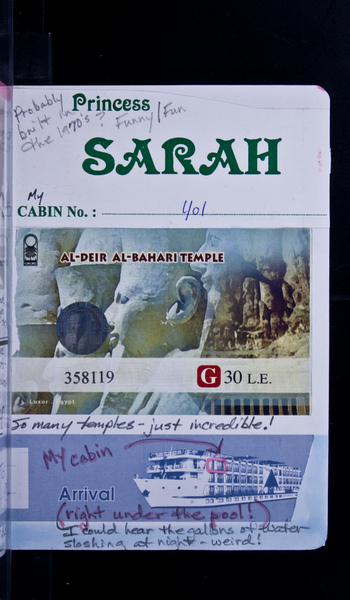 Probably
built in
the 1970's? Funny/Fun
Princess
SARAH
My
CABIN No. : 401
AL-DEIR AL-BAHARI TEMPLE
358119
G 30 L.E.
Luxor, Egypt
So many temples - just incredible!
My cabin
Arrival
(right under the pool!)
I could hear the gallons of water
sloshing at night - weird!